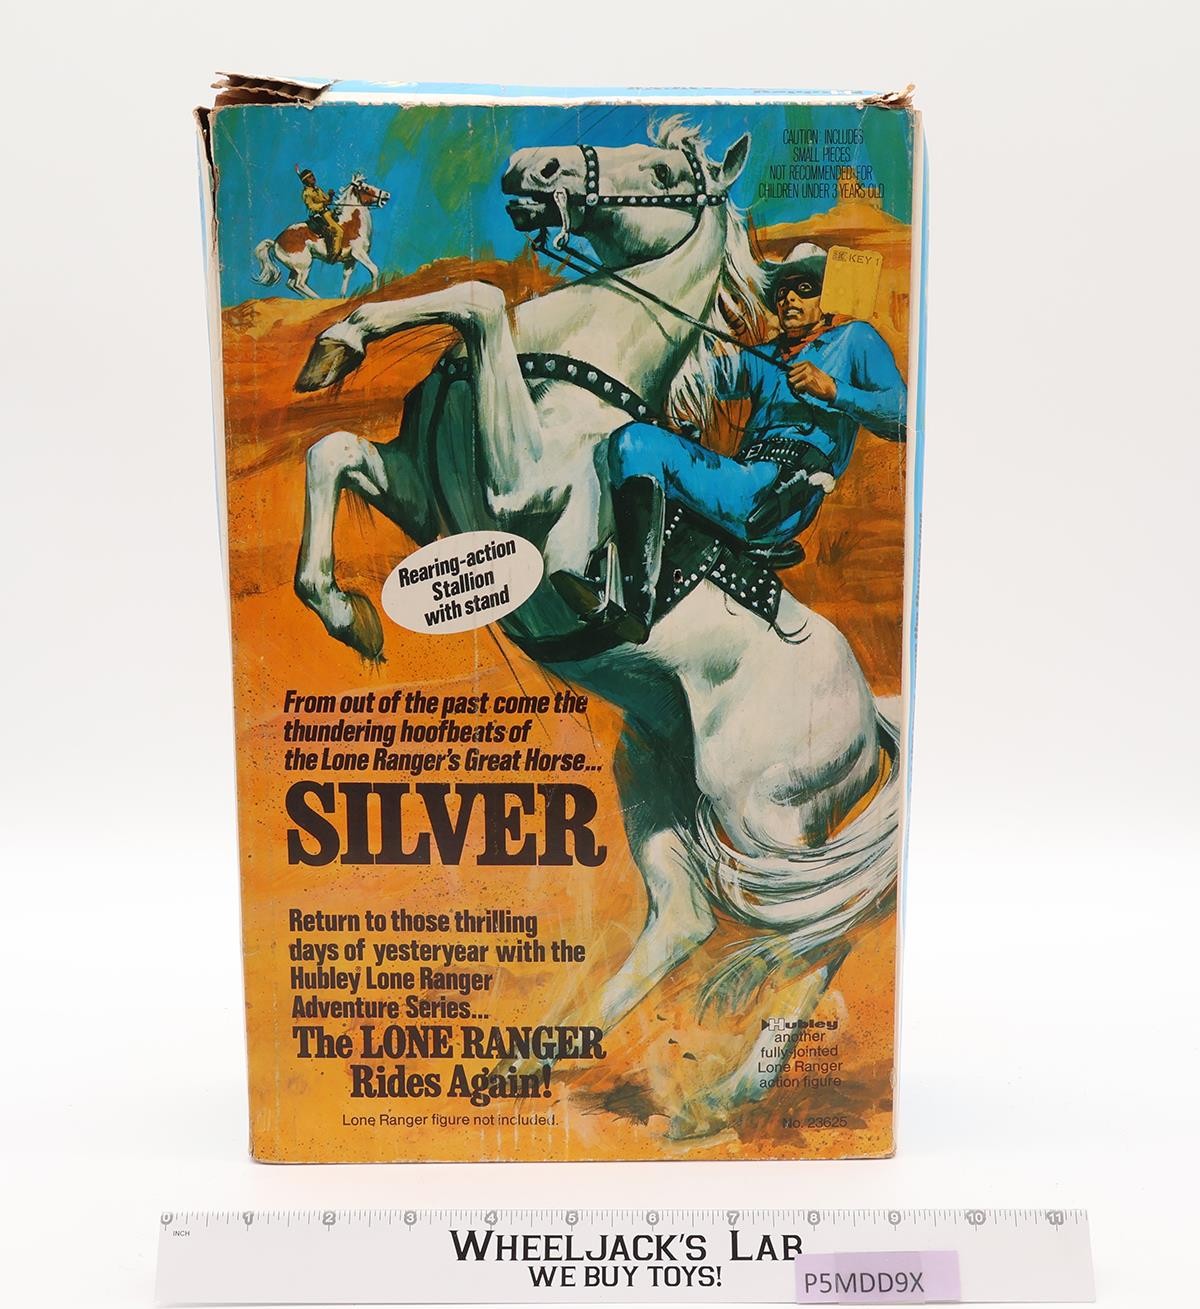 CAUTION: INCLUDES
SMALL PIECES
NOT RECOMMENDED FOR
CHILDREN UNDER 3 YEARS OLD
KEY 1
Rearing-action
Stallion
with stand
From out of the past come the
thundering hoofbeats of
the Lone Ranger's Great Horse...
SILVER
Return to those thrilling
days of yesteryear with the
Hubley® Lone Ranger
Adventure Series...
The LONE RANGER
Rides Again!
Lone Ranger figure not included.
Hubley
another
fully-jointed
Lone Ranger
action figure
No. 23625
0 1 2 3 4 5 6 7 8 9 10 11
INCH
WHEELJACK'S LAB
WE BUY TOYS!
P5MDD9X